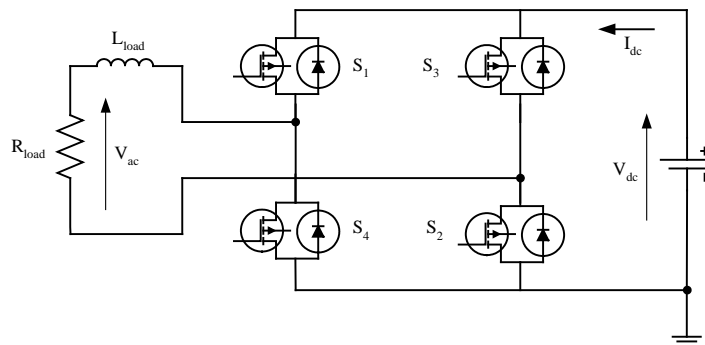 L_load
S_1
S_3
I_dc
R_load
V_ac
V_dc
+
S_4
S_2